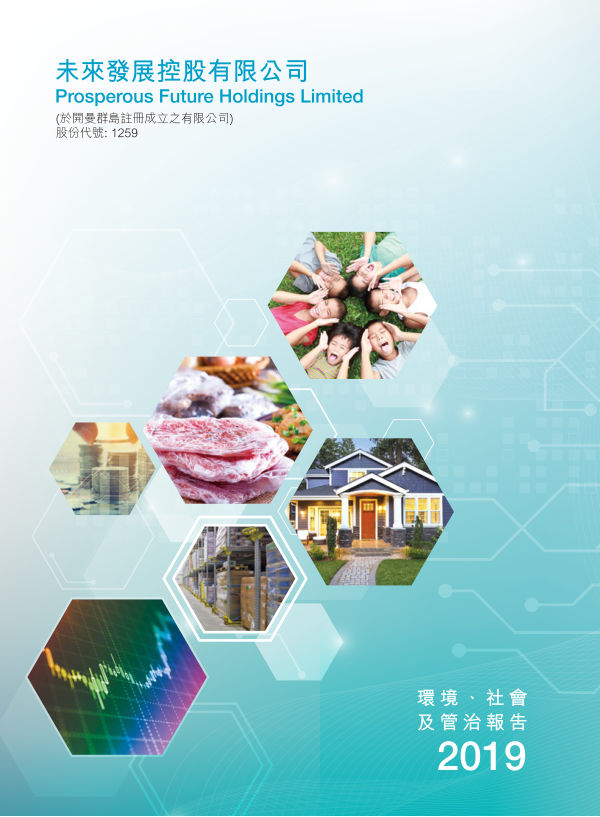 未來發展控股有限公司
Prosperous Future Holdings Limited
(於開曼群島註冊成立之有限公司)
股份代號: 1259
環境、社會
及管治報告
2019